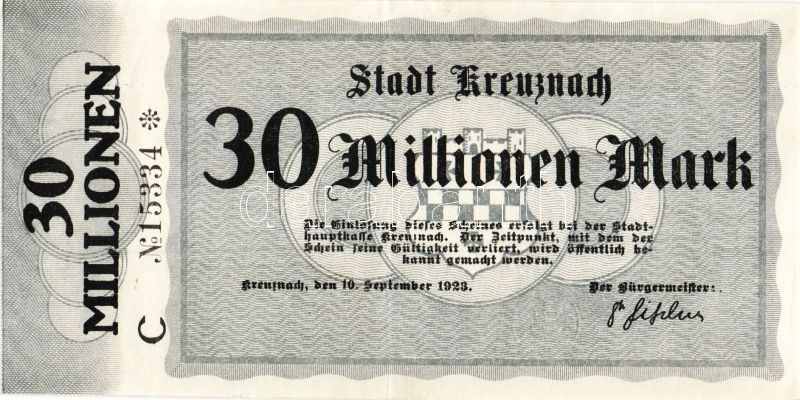 30
MILLIONEN
C №15334 *
Stadt Kreuznach
30 Millionen Mark
Die Einlösung dieses Scheines erfolgt bei der Stadt-
hauptkasse Kreuznach. Der Zeitpunkt, mit dem der
Schein seine Gültigkeit verliert, wird öffentlich be-
kannt gemacht werden.
Kreuznach, den 10. September 1923.
Der Bürgermeister: